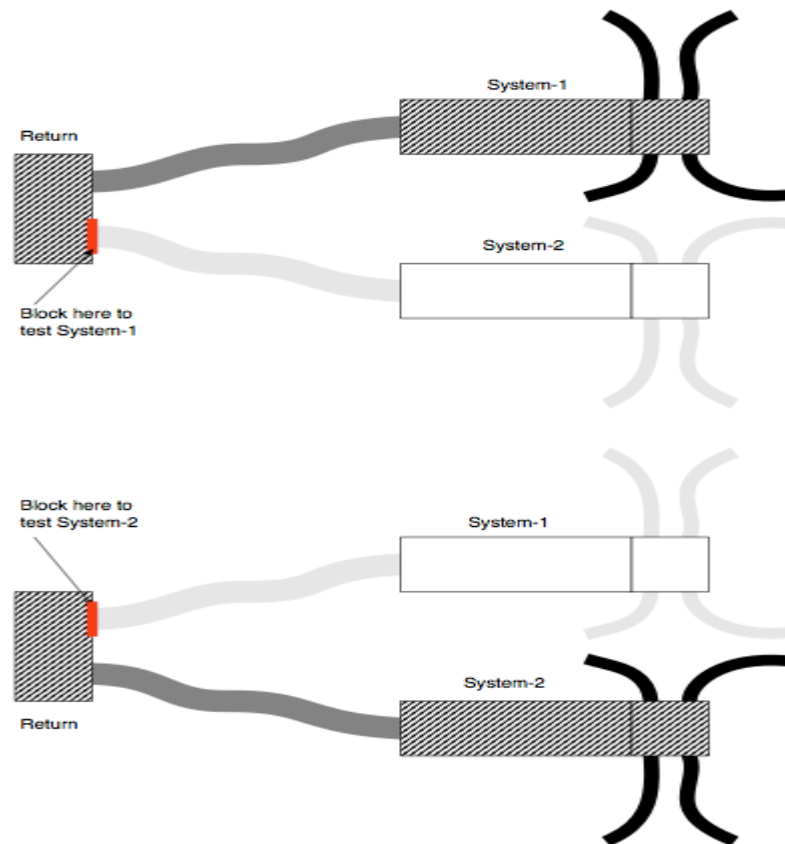 System-1
Return
System-2
Block here to
test System-1
Block here to
test System-2
System-1
System-2
Return